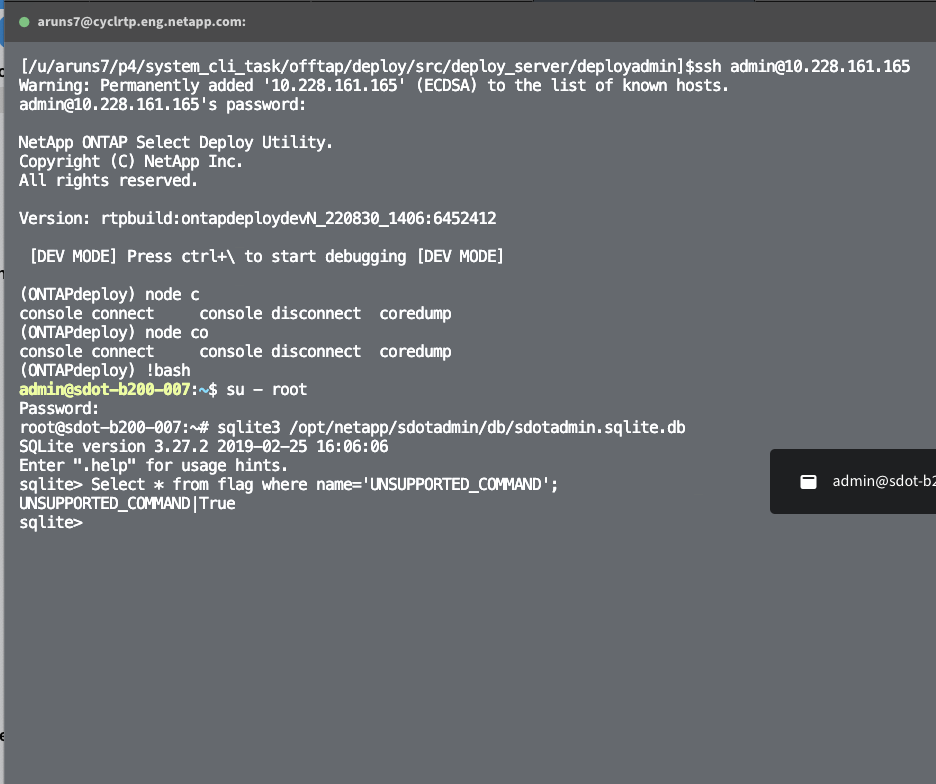 aruns7@cyclrtp.eng.netapp.com:
[/u/aruns7/p4/system_cli_task/offtap/deploy/src/deploy_server/deployadmin]$ssh admin@10.228.161.165
Warning: Permanently added '10.228.161.165' (ECDSA) to the list of known hosts.
admin@10.228.161.165's password:
NetApp ONTAP Select Deploy Utility.
Copyright (C) NetApp Inc.
All rights reserved.
Version: rtpbuild:ontapdeploydevN_220830_1406:6452412
[DEV MODE] Press ctrl+\ to start debugging [DEV MODE]
(ONTAPdeploy) node c
console connect     console disconnect  coredump
(ONTAPdeploy) node co
console connect     console disconnect  coredump
(ONTAPdeploy) !bash
admin@sdot-b200-007:~$ su - root
Password:
root@sdot-b200-007:~# sqlite3 /opt/netapp/sdotadmin/db/sdotadmin.sqlite.db
SQLite version 3.27.2 2019-02-25 16:06:06
Enter ".help" for usage hints.
sqlite> Select * from flag where name='UNSUPPORTED_COMMAND';
UNSUPPORTED_COMMAND|True
sqlite>
admin@sdot-b2